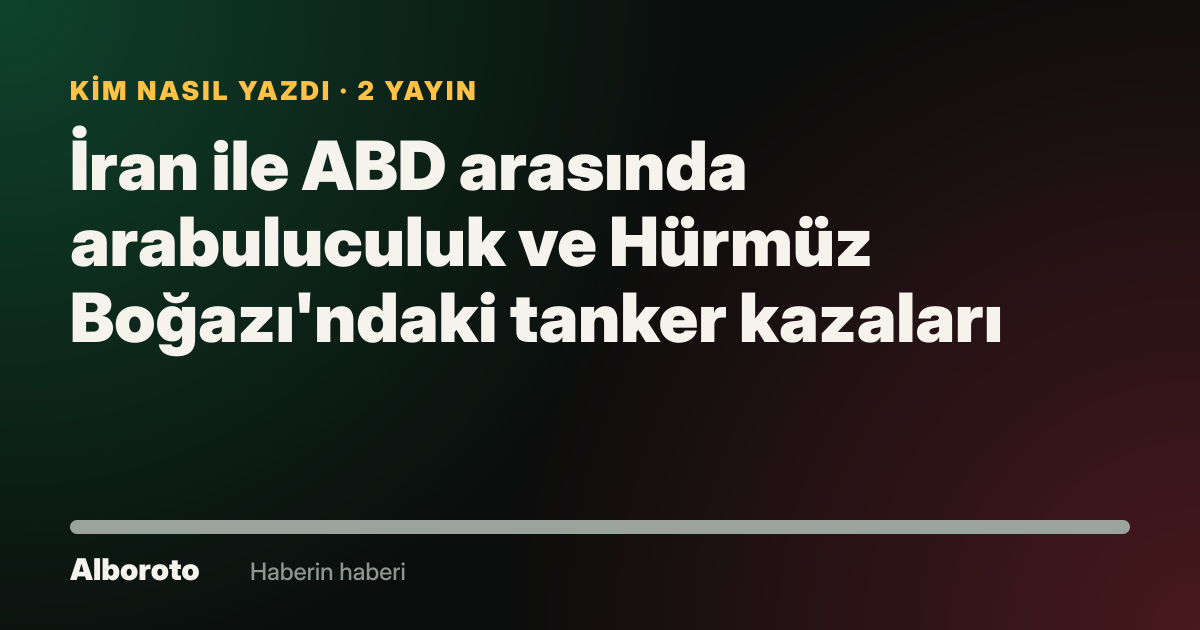 KİM NASIL YAZDI · 2 YAYIN
İran ile ABD arasında
arabuluculuk ve Hürmüz
Boğazı'ndaki tanker kazaları
Alboroto Haberin haberi